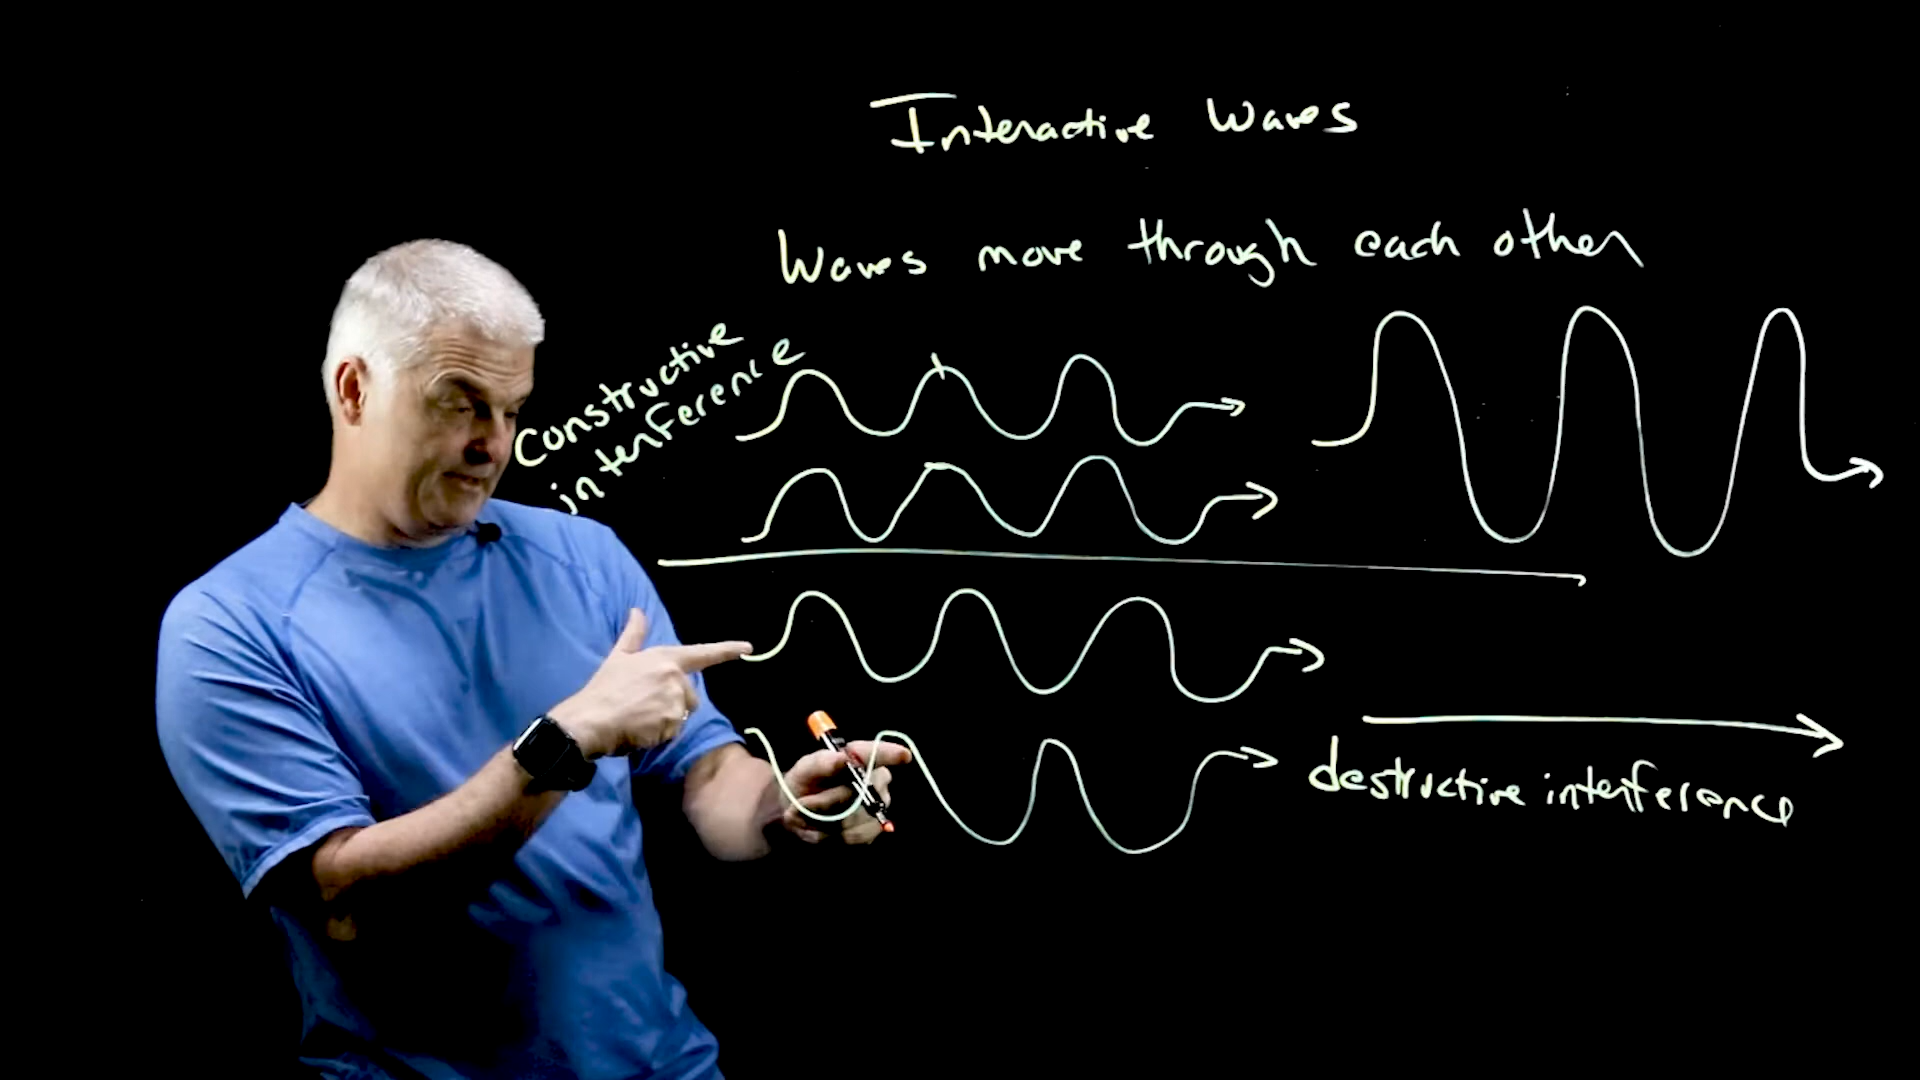 Interactive Waves
Waves move through each other
Constructive
interference
destructive interference